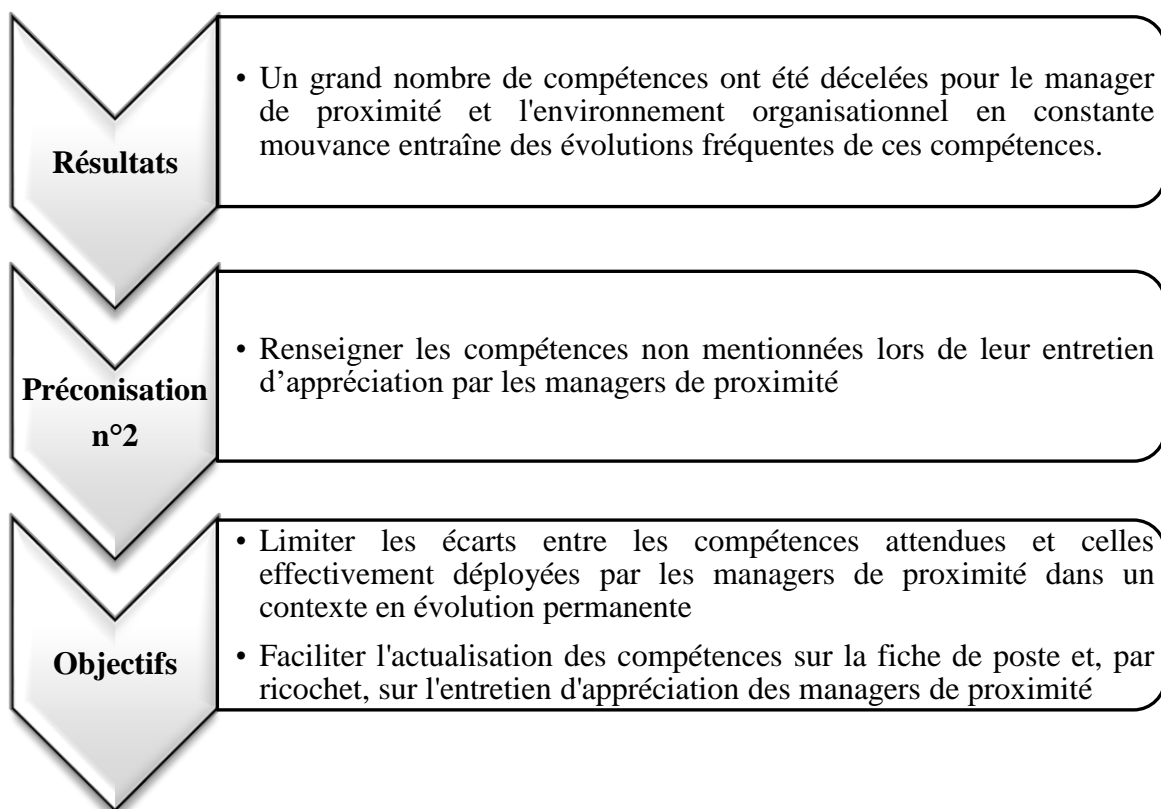 Résultats
• Un grand nombre de compétences ont été décelées pour le manager
de proximité et l'environnement organisationnel en constante
mouvance entraîne des évolutions fréquentes de ces compétences.
Préconisation
n°2
• Renseigner les compétences non mentionnées lors de leur entretien
d’appréciation par les managers de proximité
Objectifs
• Limiter les écarts entre les compétences attendues et celles
effectivement déployées par les managers de proximité dans un
contexte en évolution permanente
• Faciliter l'actualisation des compétences sur la fiche de poste et, par
ricochet, sur l'entretien d'appréciation des managers de proximité